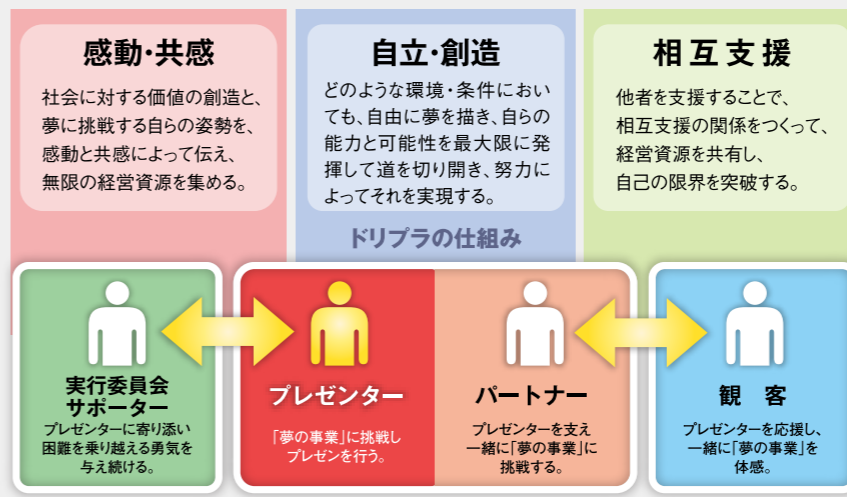 感動・共感
社会に対する価値の創造と、
夢に挑戦する自らの姿勢を、
感動と共感によって伝え、
無限の経営資源を集める。
自立・創造
どのような環境・条件におい
ても、自由に夢を描き、自らの
能力と可能性を最大限に発
揮して道を切り開き、努力に
よってそれを実現する。
相互支援
他者を支援することで、
相互支援の関係をつくって、
経営資源を共有し、
自己の限界を突破する。
ドリプラの仕組み
実行委員会
サポーター
プレゼンターに寄り添い
困難を乗り越える勇気を
与え続ける。
プレゼンター
「夢の事業」に挑戦し
プレゼンを行う。
パートナー
プレゼンターを支え
一緒に「夢の事業」に
挑戦する。
観 客
プレゼンターを応援し、
一緒に「夢の事業」を
体感。